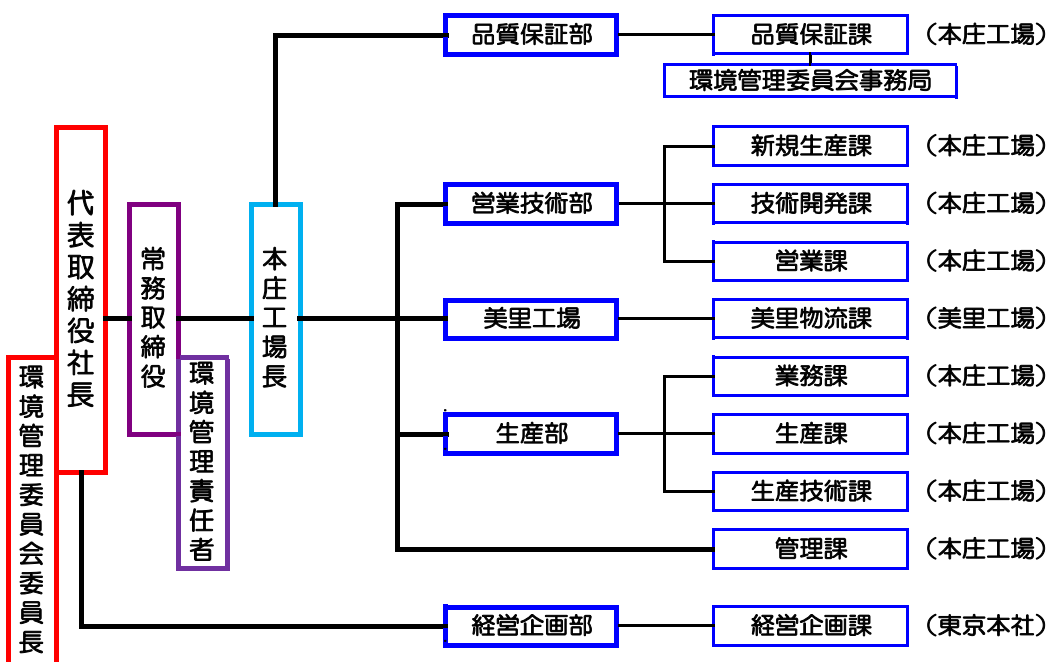 代表取締役社長
環境管理委員会委員長
常務取締役
環境管理責任者
本庄工場長
品質保証部
品質保証課
（本庄工場）
環境管理委員会事務局
営業技術部
新規生産課
（本庄工場）
技術開発課
（本庄工場）
営業課
（本庄工場）
美里工場
美里物流課
（美里工場）
生産部
業務課
（本庄工場）
生産課
（本庄工場）
生産技術課
（本庄工場）
管理課
（本庄工場）
経営企画部
経営企画課
（東京本社）